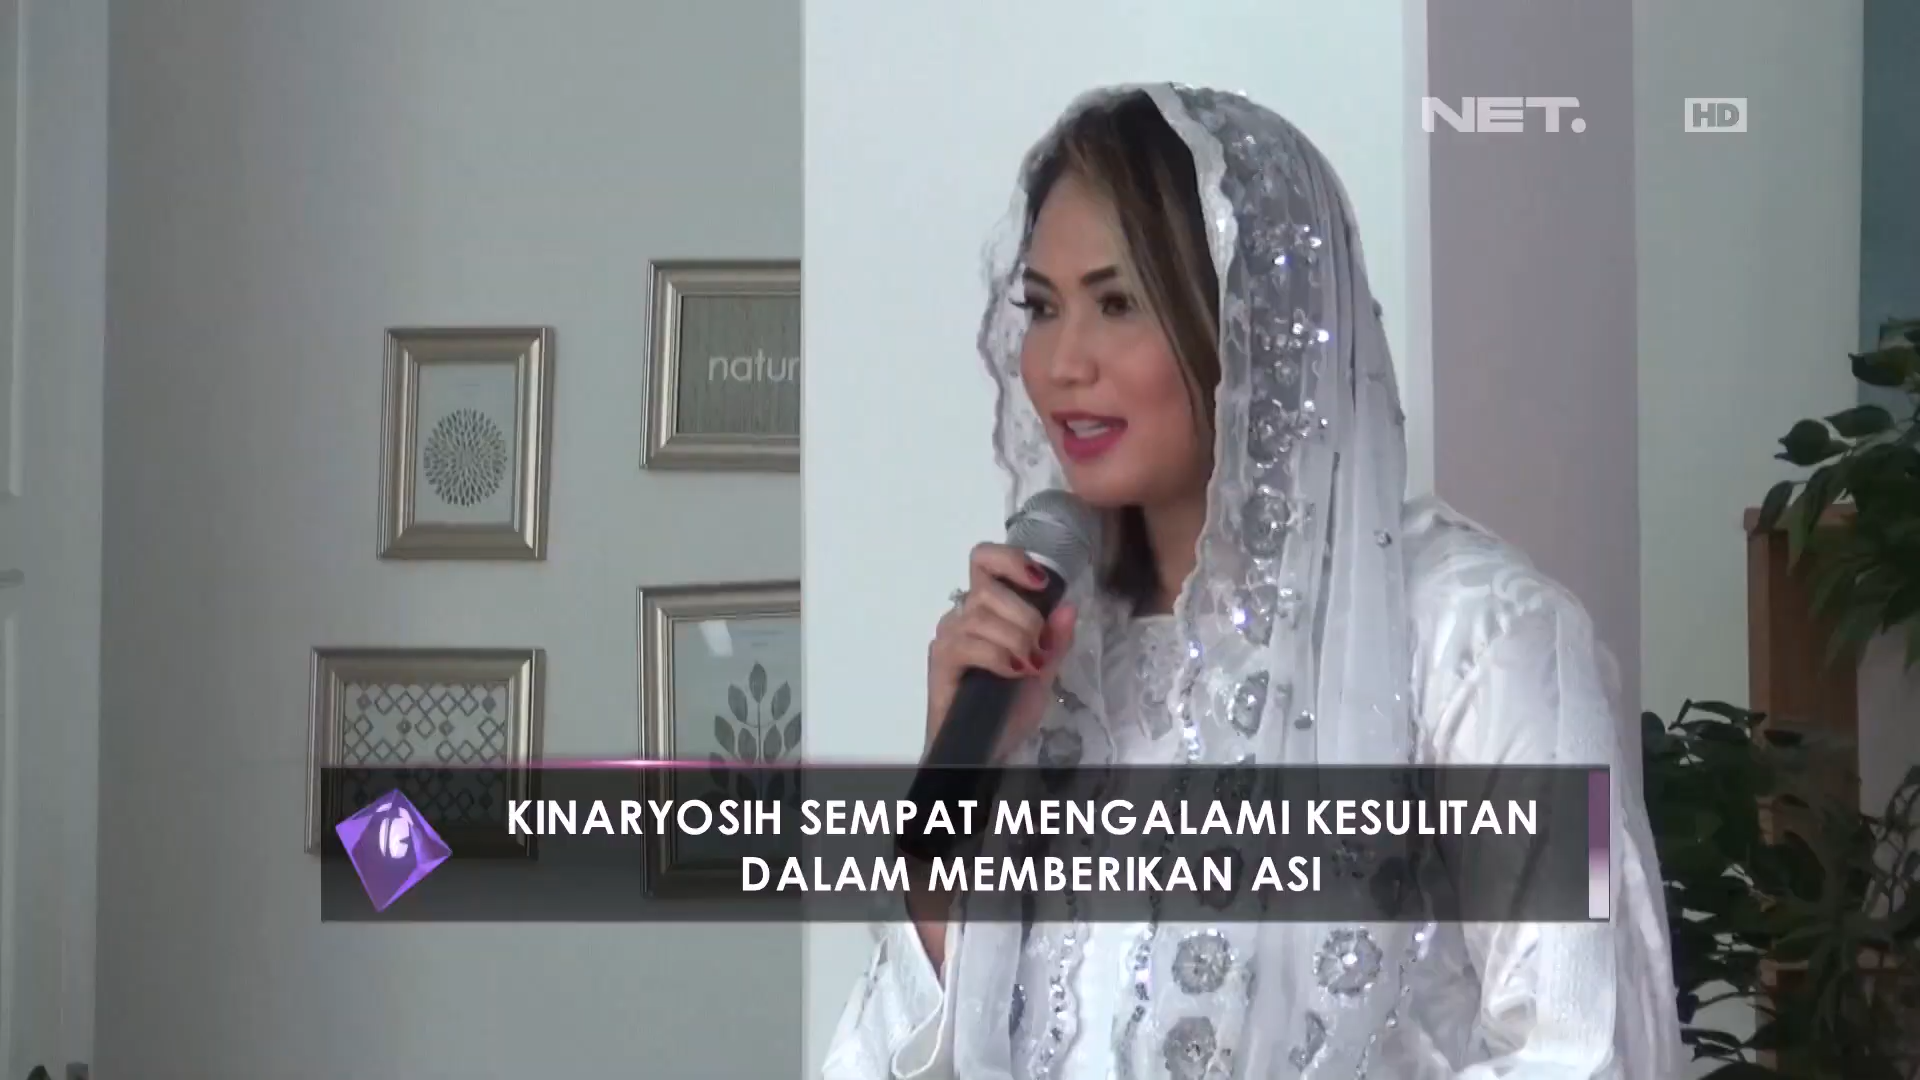 NET.
HD
natur
KINARYOSIH SEMPAT MENGALAMI KESULITAN
DALAM MEMBERIKAN ASI